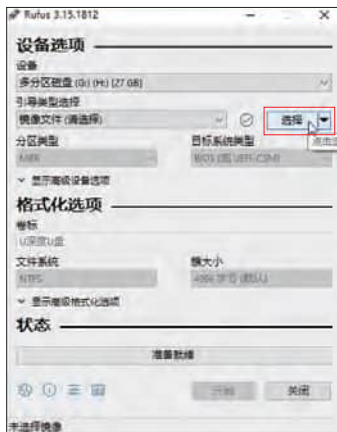 Rufus 3.15.1812
设备选项
设备
多分区磁盘 (G:) (H:) [27 GB]
引导类型选择
镜像文件 (请选择)
选择
分区类型
目标系统类型
点击选
MBR
BIOS (或 UEFI-CSM)
显示高级设备选项
格式化选项
卷标
U深度U盘
文件系统
簇大小
NTFS
4096 字节 (默认)
显示高级格式化选项
状态
准备就绪
开始
关闭
未选择镜像